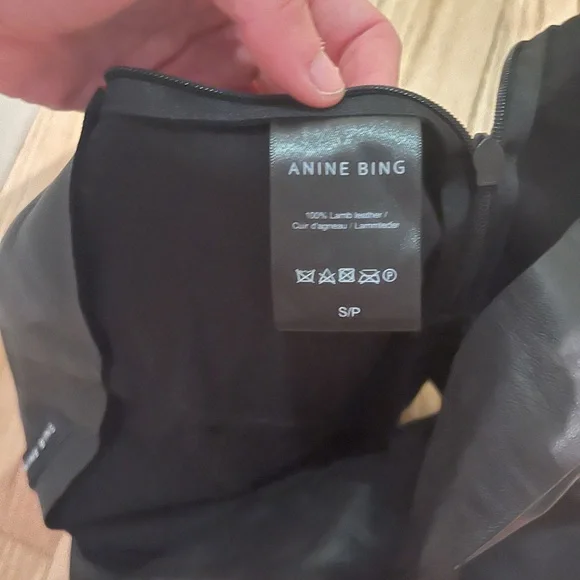 ANINE BING
100% Lamb leather /
Cuir d'agneau / Lammleder
P
S/P